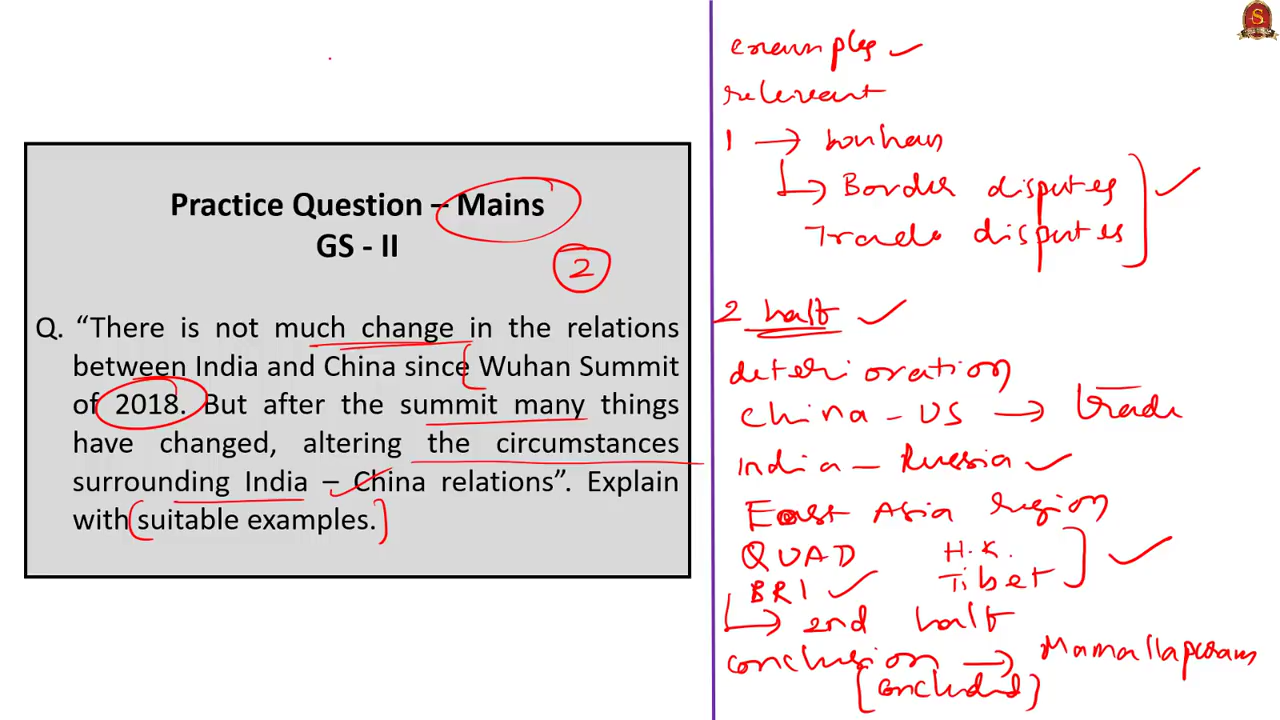 Practice Question – Mains
GS - II
2
Q. “There is not much change in the relations
between India and China since Wuhan Summit
of 2018. But after the summit many things
have changed, altering the circumstances
surrounding India – China relations”. Explain
with suitable examples.
examples
relevant
1 → wuhan
Border disputes
Trade disputes
2 half
deterioration
China - US → trade
India - Russia
East Asia region
QUAD H.K.
BRI Tibet
→ 2nd half
conclusion → Mamallapuram
[concluded]